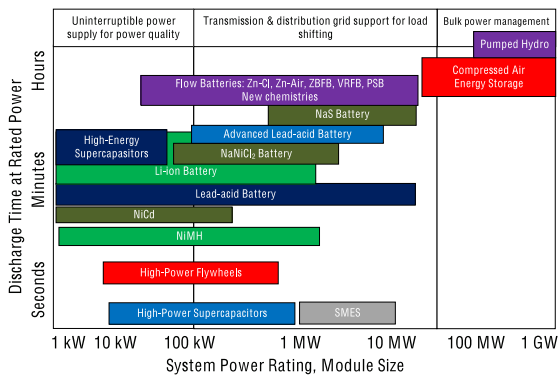 Uninterruptible power
supply for power quality
Transmission & distribution grid support for load
shifting
Bulk power management
Pumped Hydro
Compressed Air
Energy Storage
Flow Batteries: Zn-Cl, Zn-Air, ZBFB, VRFB, PSB
New chemistries
NaS Battery
Advanced Lead-acid Battery
High-Energy
Supercapasitors
NaNiCl₂ Battery
Li-ion Battery
Lead-acid Battery
NiCd
NiMH
High-Power Flywheels
High-Power Supercapacitors
SMES
Discharge Time at Rated Power
Hours
Minutes
Seconds
1 kW 10 kW 100 kW 1 MW 10 MW 100 MW 1 GW
System Power Rating, Module Size